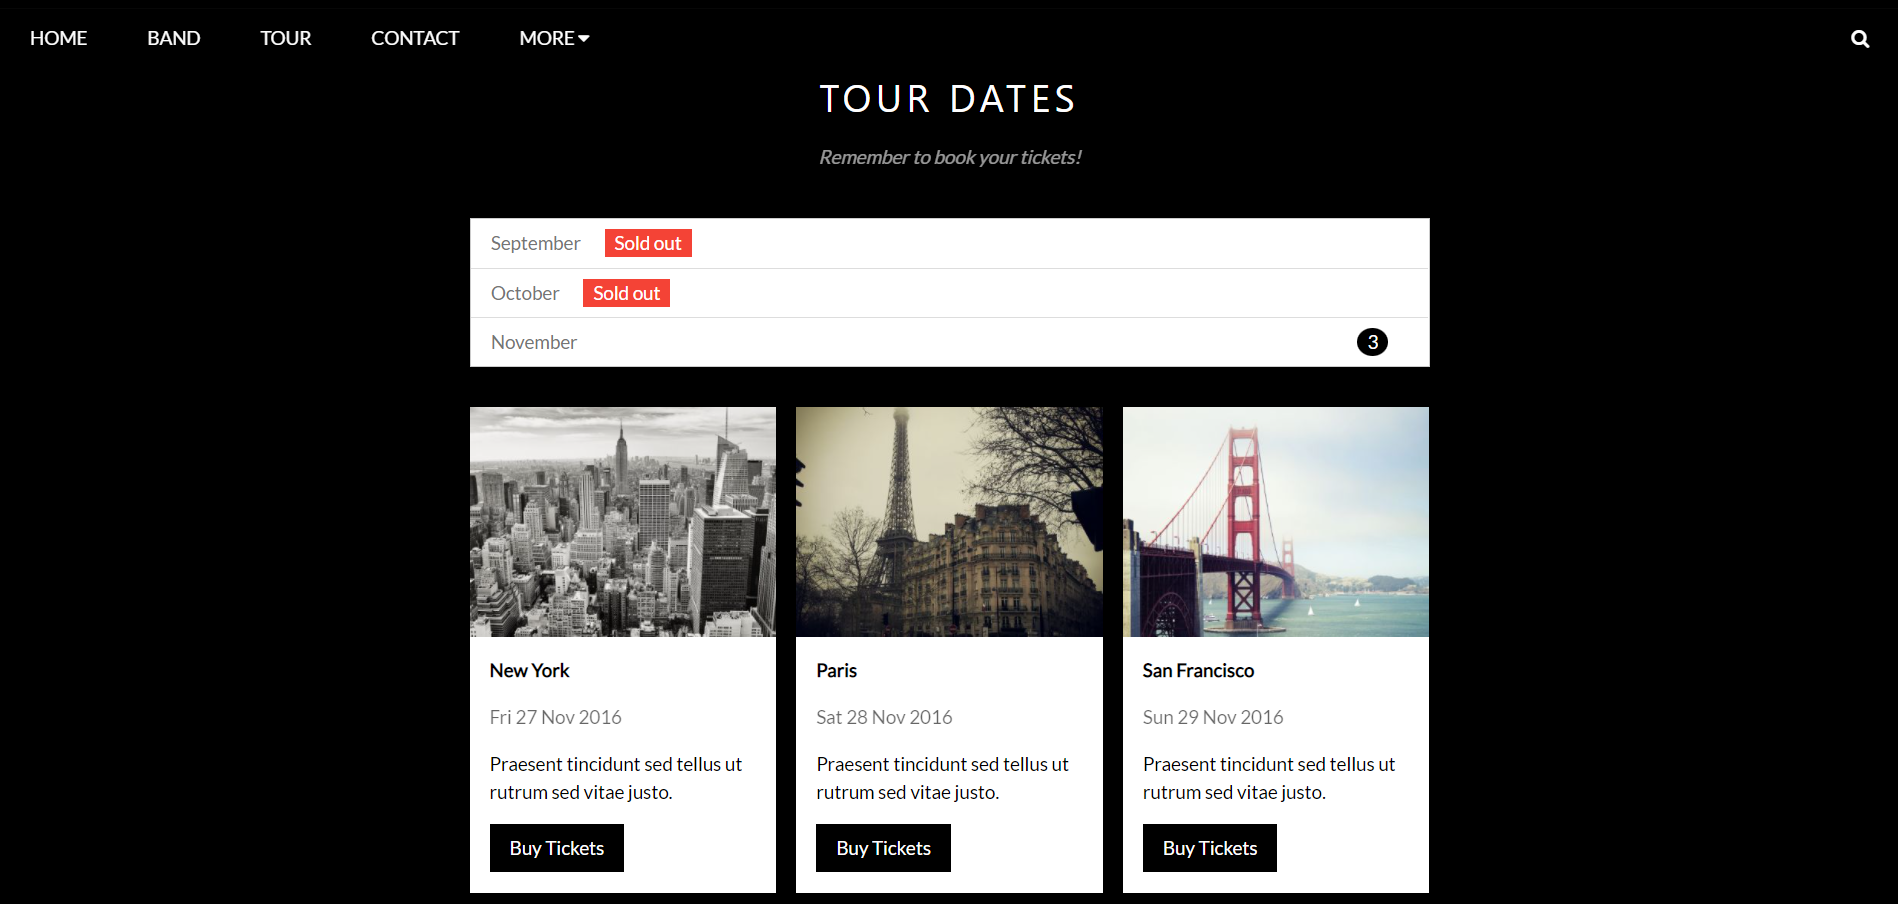 HOME BAND TOUR CONTACT MORE
TOUR DATES
Remember to book your tickets!
September Sold out
October Sold out
November 3
New York
Fri 27 Nov 2016
Praesent tincidunt sed tellus ut
rutrum sed vitae justo.
Buy Tickets
Paris
Sat 28 Nov 2016
Praesent tincidunt sed tellus ut
rutrum sed vitae justo.
Buy Tickets
San Francisco
Sun 29 Nov 2016
Praesent tincidunt sed tellus ut
rutrum sed vitae justo.
Buy Tickets